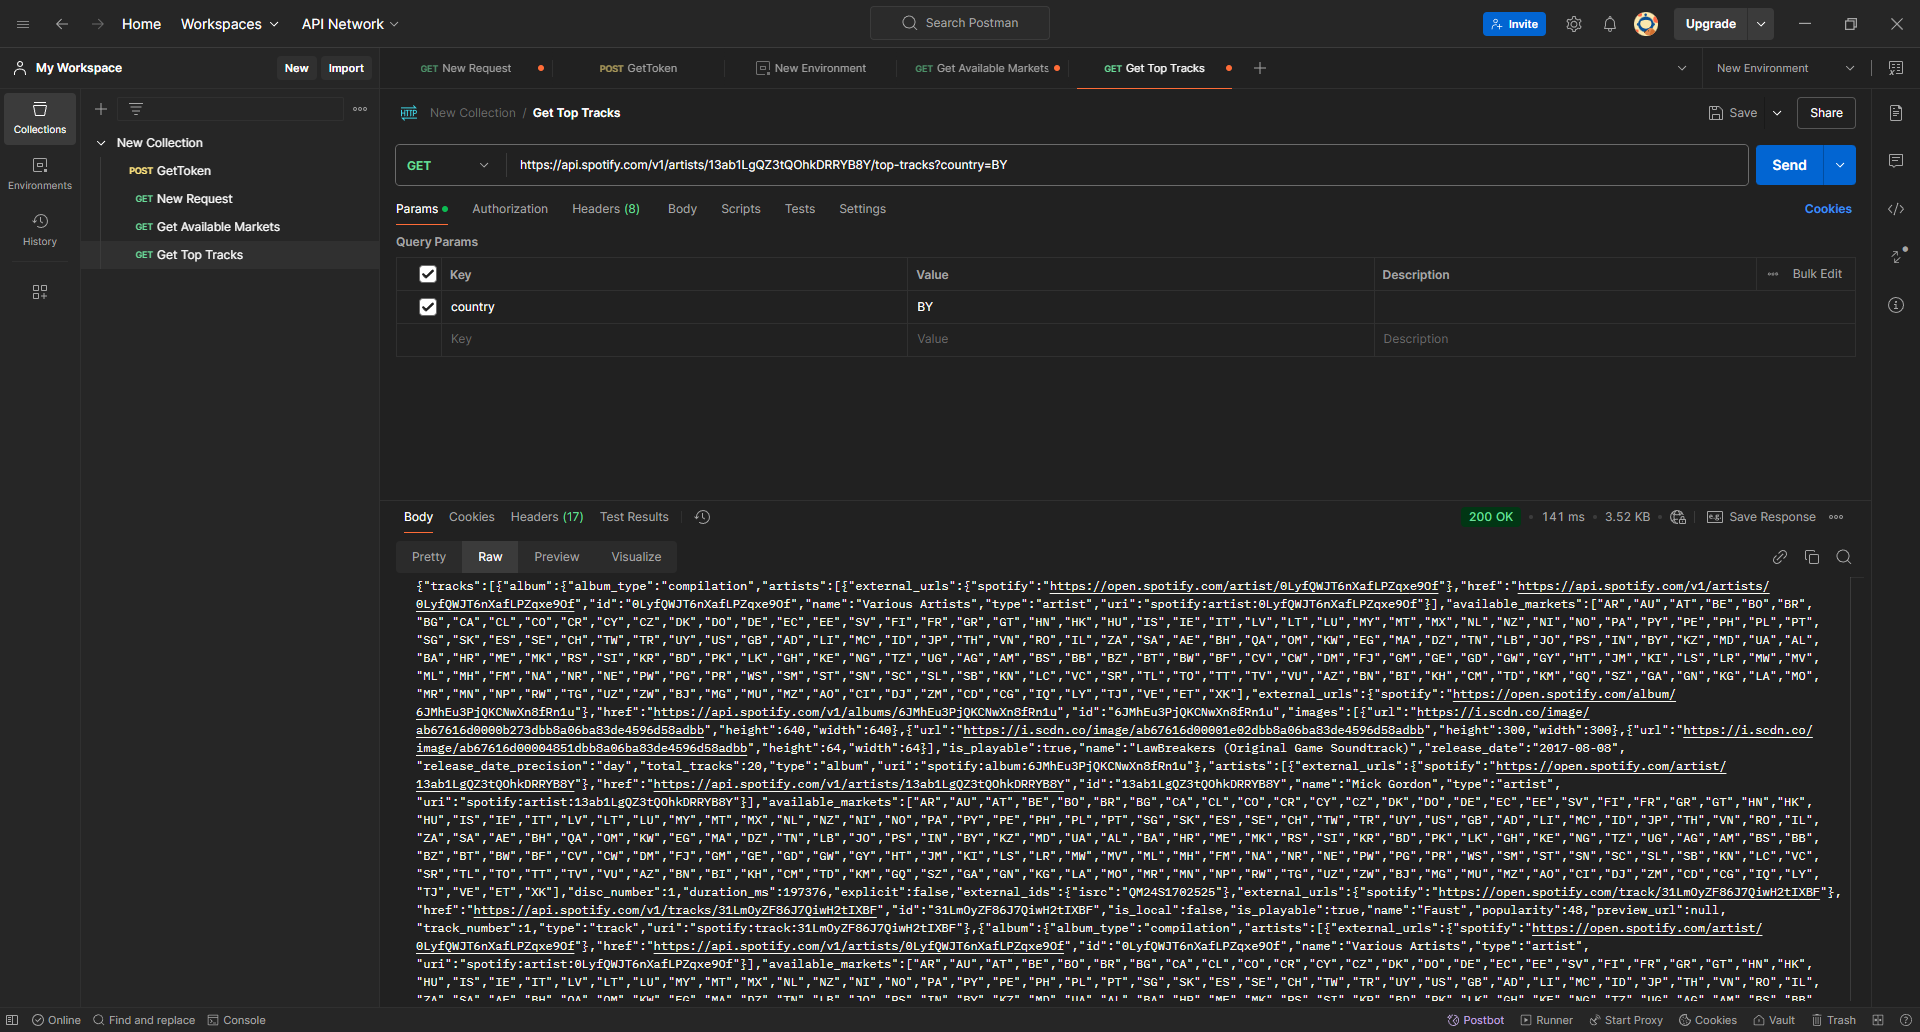 Home Workspaces API Network Search Postman Invite Upgrade
My Workspace New Import GET New Request POST GetToken New Environment GET Get Available Markets GET Get Top Tracks New Environment
Collections
Environments
History
New Collection
POST GetToken
GET New Request
GET Get Available Markets
GET Get Top Tracks
HTTP New Collection / Get Top Tracks Save Share
GET https://api.spotify.com/v1/artists/13ab1LgQZ3tQOhkDRRYB8Y/top-tracks?country=BY Send
Params Authorization Headers (8) Body Scripts Tests Settings Cookies
Query Params
Key Value Description Bulk Edit
country BY
Key Value Description
Body Cookies Headers (17) Test Results 200 OK 141 ms 3.52 KB e.g. Save Response
Pretty Raw Preview Visualize
{"tracks":[{"album":{"album_type":"compilation","artists":[{"external_urls":{"spotify":"https://open.spotify.com/artist/0LyfQWJT6nXafLPZqxe9Of"},"href":"https://api.spotify.com/v1/artists/
0LyfQWJT6nXafLPZqxe9Of","id":"0LyfQWJT6nXafLPZqxe9Of","name":"Various Artists","type":"artist","uri":"spotify:artist:0LyfQWJT6nXafLPZqxe9Of"}],"available_markets":["AR","AU","AT","BE","BO","BR",
"BG","CA","CL","CO","CR","CY","CZ","DK","DO","DE","EC","EE","SV","FI","FR","GR","GT","HN","HK","HU","IS","IE","IT","LV","LT","LU","MY","MT","MX","NL","NZ","NI","NO","PA","PY","PE","PH","PL","PT",
"SG","SK","ES","SE","CH","TW","TR","UY","US","GB","AD","LI","MC","ID","JP","TH","VN","RO","IL","ZA","SA","AE","BH","QA","OM","KW","EG","MA","DZ","TN","LB","JO","PS","IN","BY","KZ","MD","UA","AL",
"BA","HR","ME","MK","RS","SI","KR","BD","PK","LK","GH","KE","NG","TZ","UG","AG","AM","BS","BB","BZ","BT","BW","BF","CV","CW","DM","FJ","GM","GE","GD","GW","GY","HT","JM","KI","LS","LR","MW","MV",
"ML","MH","FM","NA","NR","NE","PW","PG","PR","WS","SM","ST","SN","SC","SL","SB","KN","LC","VC","SR","TL","TO","TT","TV","VU","AZ","BN","BI","KH","CM","TD","KM","GQ","SZ","GA","GN","KG","LA","MO",
"MR","MN","NP","RW","TG","UZ","ZW","BJ","MG","MU","MZ","AO","CI","DJ","ZM","CD","CG","IQ","LY","TJ","VE","ET","XK"],"external_urls":{"spotify":"https://open.spotify.com/album/
6JMhEu3PjQKCNwXn8fRn1u"},"href":"https://api.spotify.com/v1/albums/6JMhEu3PjQKCNwXn8fRn1u","id":"6JMhEu3PjQKCNwXn8fRn1u","images":[{"url":"https://i.scdn.co/image/
ab67616d0000b273dbb8a06ba83de4596d58adbb","height":640,"width":640},{"url":"https://i.scdn.co/image/ab67616d00001e02dbb8a06ba83de4596d58adbb","height":300,"width":300},{"url":"https://i.scdn.co/
image/ab67616d00004851dbb8a06ba83de4596d58adbb","height":64,"width":64}],"is_playable":true,"name":"LawBreakers (Original Game Soundtrack)","release_date":"2017-08-08",
"release_date_precision":"day","total_tracks":20,"type":"album","uri":"spotify:album:6JMhEu3PjQKCNwXn8fRn1u"},"artists":[{"external_urls":{"spotify":"https://open.spotify.com/artist/
13ab1LgQZ3tQOhkDRRYB8Y"},"href":"https://api.spotify.com/v1/artists/13ab1LgQZ3tQOhkDRRYB8Y","id":"13ab1LgQZ3tQOhkDRRYB8Y","name":"Mick Gordon","type":"artist",
"uri":"spotify:artist:13ab1LgQZ3tQOhkDRRYB8Y"}],"available_markets":["AR","AU","AT","BE","BO","BR","BG","CA","CL","CO","CR","CY","CZ","DK","DO","DE","EC","EE","SV","FI","FR","GR","GT","HN","HK",
"HU","IS","IE","IT","LV","LT","LU","MY","MT","MX","NL","NZ","NI","NO","PA","PY","PE","PH","PL","PT","SG","SK","ES","SE","CH","TW","TR","UY","US","GB","AD","LI","MC","ID","JP","TH","VN","RO","IL",
"ZA","SA","AE","BH","QA","OM","KW","EG","MA","DZ","TN","LB","JO","PS","IN","BY","KZ","MD","UA","AL","BA","HR","ME","MK","RS","SI","KR","BD","PK","LK","GH","KE","NG","TZ","UG","AG","AM","BS","BB",
"BZ","BT","BW","BF","CV","CW","DM","FJ","GM","GE","GD","GW","GY","HT","JM","KI","LS","LR","MW","MV","ML","MH","FM","NA","NR","NE","PW","PG","PR","WS","SM","ST","SN","SC","SL","SB","KN","LC","VC",
"SR","TL","TO","TT","TV","VU","AZ","BN","BI","KH","CM","TD","KM","GQ","SZ","GA","GN","KG","LA","MO","MR","MN","NP","RW","TG","UZ","ZW","BJ","MG","MU","MZ","AO","CI","DJ","ZM","CD","CG","IQ","LY",
"TJ","VE","ET","XK"],"disc_number":1,"duration_ms":197376,"explicit":false,"external_ids":{"isrc":"QM24S1702525"},"external_urls":{"spotify":"https://open.spotify.com/track/31LmOyZF86J7QiwH2tIXBF"},
"href":"https://api.spotify.com/v1/tracks/31LmOyZF86J7QiwH2tIXBF","id":"31LmOyZF86J7QiwH2tIXBF","is_local":false,"is_playable":true,"name":"Faust","popularity":48,"preview_url":null,
"track_number":1,"type":"track","uri":"spotify:track:31LmOyZF86J7QiwH2tIXBF"},{"album":{"album_type":"compilation","artists":[{"external_urls":{"spotify":"https://open.spotify.com/artist/
0LyfQWJT6nXafLPZqxe9Of"},"href":"https://api.spotify.com/v1/artists/0LyfQWJT6nXafLPZqxe9Of","id":"0LyfQWJT6nXafLPZqxe9Of","name":"Various Artists","type":"artist",
"uri":"spotify:artist:0LyfQWJT6nXafLPZqxe9Of"}],"available_markets":["AR","AU","AT","BE","BO","BR","BG","CA","CL","CO","CR","CY","CZ","DK","DO","DE","EC","EE","SV","FI","FR","GR","GT","HN","HK",
"HU","IS","IE","IT","LV","LT","LU","MY","MT","MX","NL","NZ","NI","NO","PA","PY","PE","PH","PL","PT","SG","SK","ES","SE","CH","TW","TR","UY","US","GB","AD","LI","MC","ID","JP","TH","VN","RO","IL",
"ZA","SA","AE","BH","QA","OM","KW","EG","MA","DZ","TN","LB","JO","PS","IN","BY","KZ","MD","UA","AL","BA","HR","ME","MK","RS","SI","KR","BD","PK","LK","GH","KE","NG","TZ","UG","AG","AM","BS","BB",
Online Find and replace Console Postbot Runner Start Proxy Cookies Vault Trash